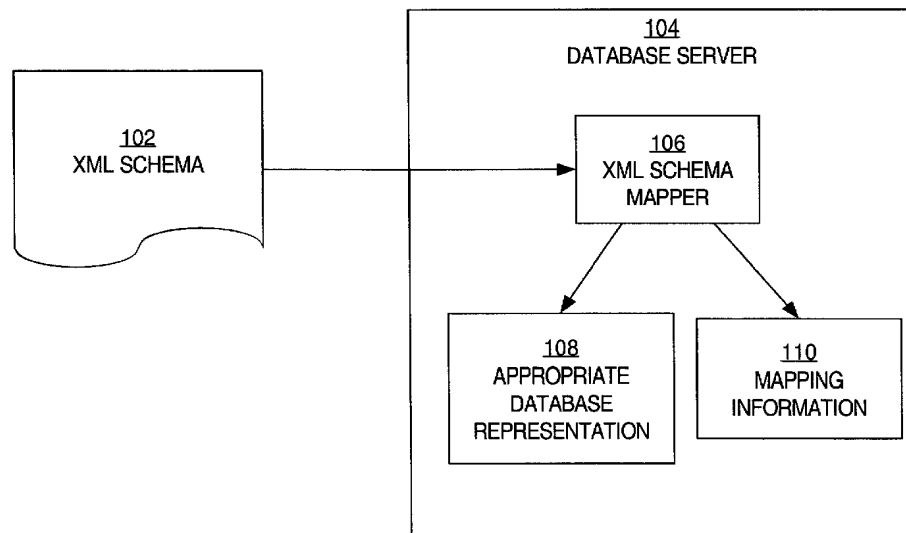 104
DATABASE SERVER
102
XML SCHEMA
106
XML SCHEMA
MAPPER
108
APPROPRIATE
DATABASE
REPRESENTATION
110
MAPPING
INFORMATION